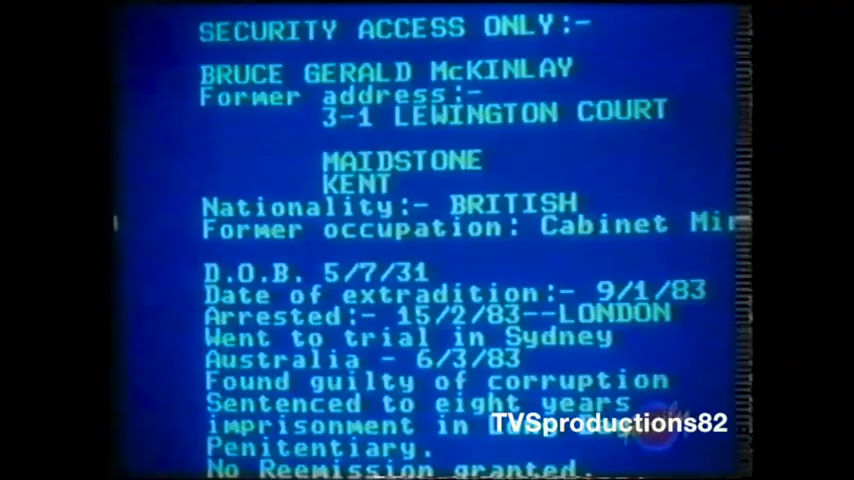 SECURITY ACCESS ONLY:-
BRUCE GERALD McKINLAY
Former address:-
3-1 LEWINGTON COURT
MAIDSTONE
KENT
Nationality:- BRITISH
Former occupation: Cabinet Min
D.O.B. 5/7/31
Date of extradition:- 9/1/83
Arrested:- 15/2/83--LONDON
Went to trial in Sydney
Australia - 6/3/83
Found guilty of corruption
Sentenced to eight years
imprisonment in Long
Penitentiary.
No Reemission granted.
TVSproductions82